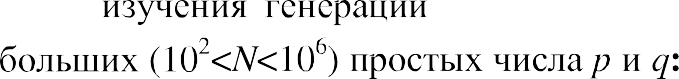 изучения генерации
больших (10²<N<10⁶) простых числа p и q: